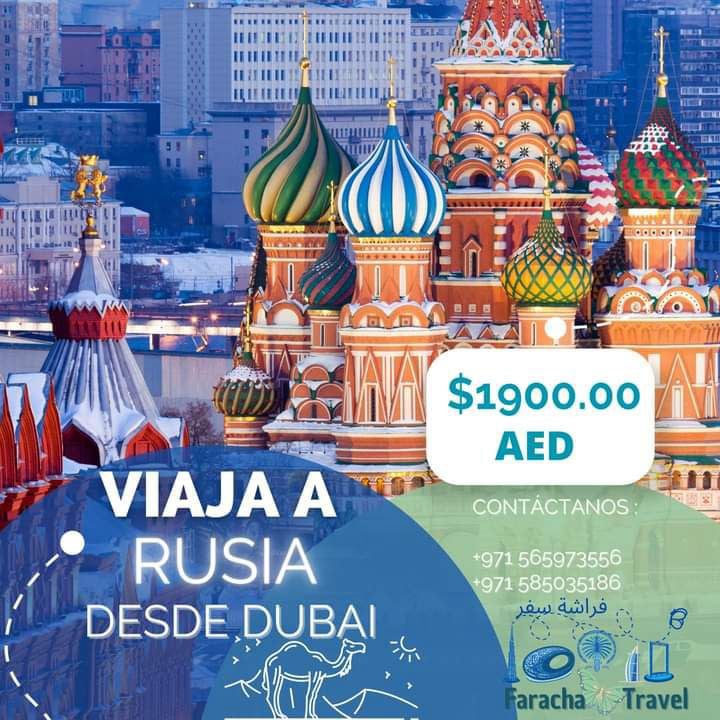 $1900.00
AED
VIAJA A
RUSIA
DESDE DUBAI
CONTÁCTANOS :
+971 565973556
+971 585035186
فراشة سفر
Faracha Travel